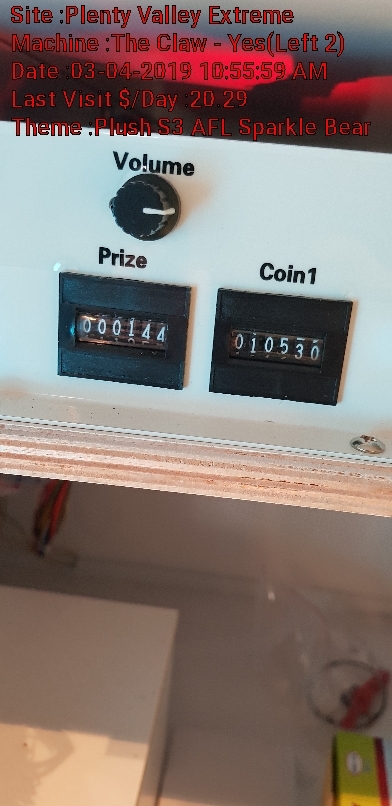 Site :Plenty Valley Extreme
Machine :The Claw - Yes(Left 2)
Date :03-04-2019 10:55:59 AM
Last Visit $/Day :20.29
Theme :Plush S3 AFL Sparkle Bear
Volume
Prize
Coin1
000144
010530